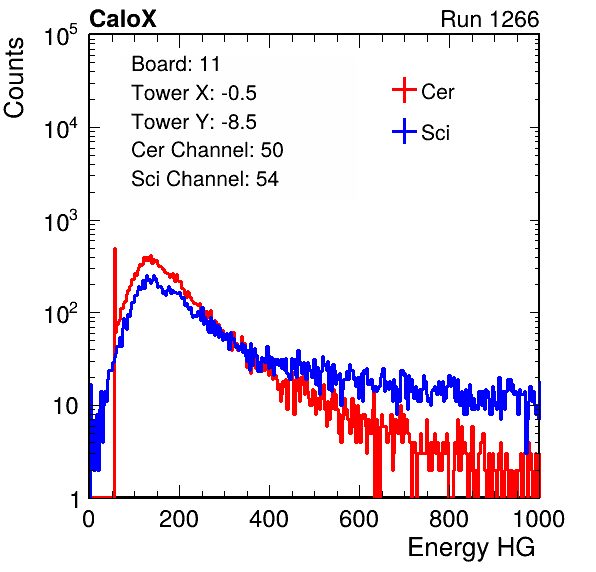 CaloX Run 1266
Counts
10^5
10^4
10^3
10^2
10
1
Board: 11
Tower X: -0.5
Tower Y: -8.5
Cer Channel: 50
Sci Channel: 54
Cer
Sci
0 200 400 600 800 1000
Energy HG